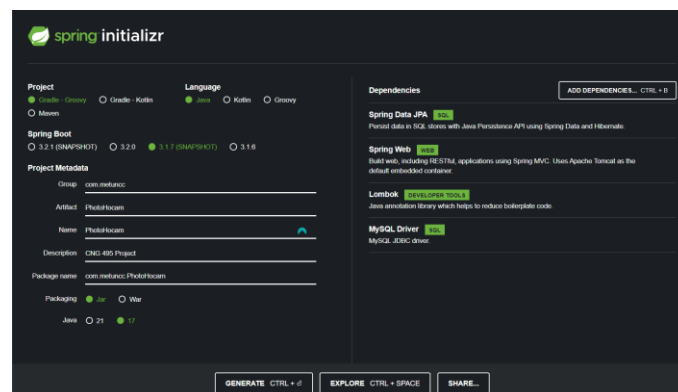 spring initializr
Project
Gradle - Groovy Gradle - Kotlin
Maven
Language
Java Kotlin Groovy
Spring Boot
3.2.1 (SNAPSHOT) 3.2.0 3.1.7 (SNAPSHOT) 3.1.6
Project Metadata
Group com.metuncc
Artifact PhotoHocam
Name PhotoHocam
Description CNG 495 Project
Package name com.metuncc.PhotoHocam
Packaging Jar War
Java 21 17
Dependencies
ADD DEPENDENCIES... CTRL + B
Spring Data JPA SQL
Persist data in SQL stores with Java Persistence API using Spring Data and Hibernate.
Spring Web WEB
Build web, including RESTful, applications using Spring MVC. Uses Apache Tomcat as the
default embedded container.
Lombok DEVELOPER TOOLS
Java annotation library which helps to reduce boilerplate code.
MySQL Driver SQL
MySQL JDBC driver.
GENERATE CTRL + ⏎ EXPLORE CTRL + SPACE SHARE...